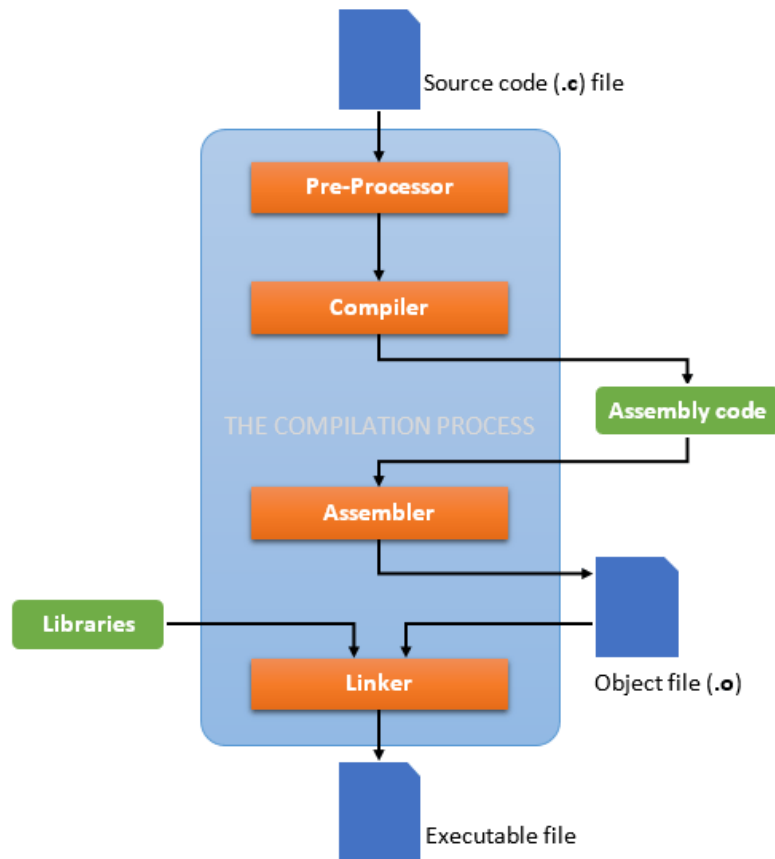 Source code (.c) file
Pre-Processor
Compiler
Assembly code
THE COMPILATION PROCESS
Assembler
Libraries
Linker
Object file (.o)
Executable file